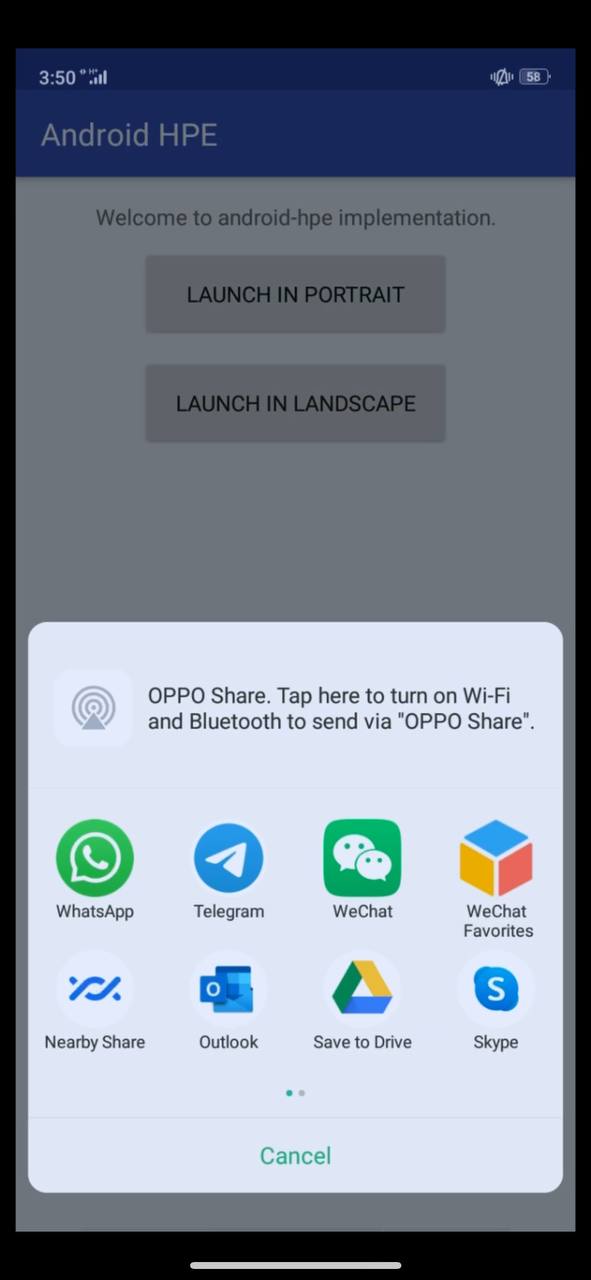 3:50
58
Android HPE
Welcome to android-hpe implementation.
LAUNCH IN PORTRAIT
LAUNCH IN LANDSCAPE
OPPO Share. Tap here to turn on Wi-Fi
and Bluetooth to send via "OPPO Share".
WhatsApp
Telegram
WeChat
WeChat
Favorites
Nearby Share
Outlook
Save to Drive
Skype
Cancel